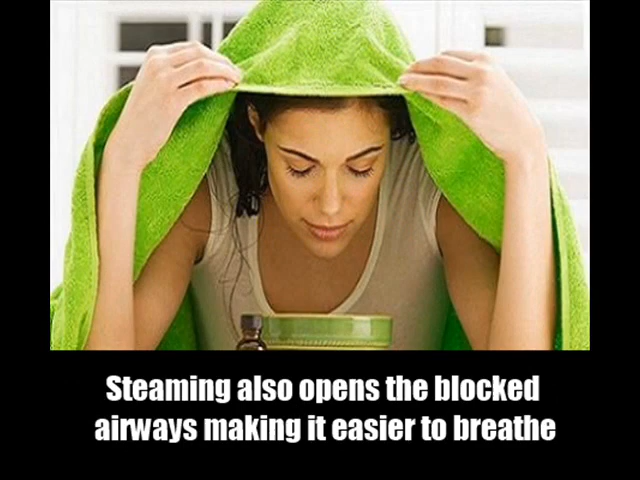 Steaming also opens the blocked
airways making it easier to breathe